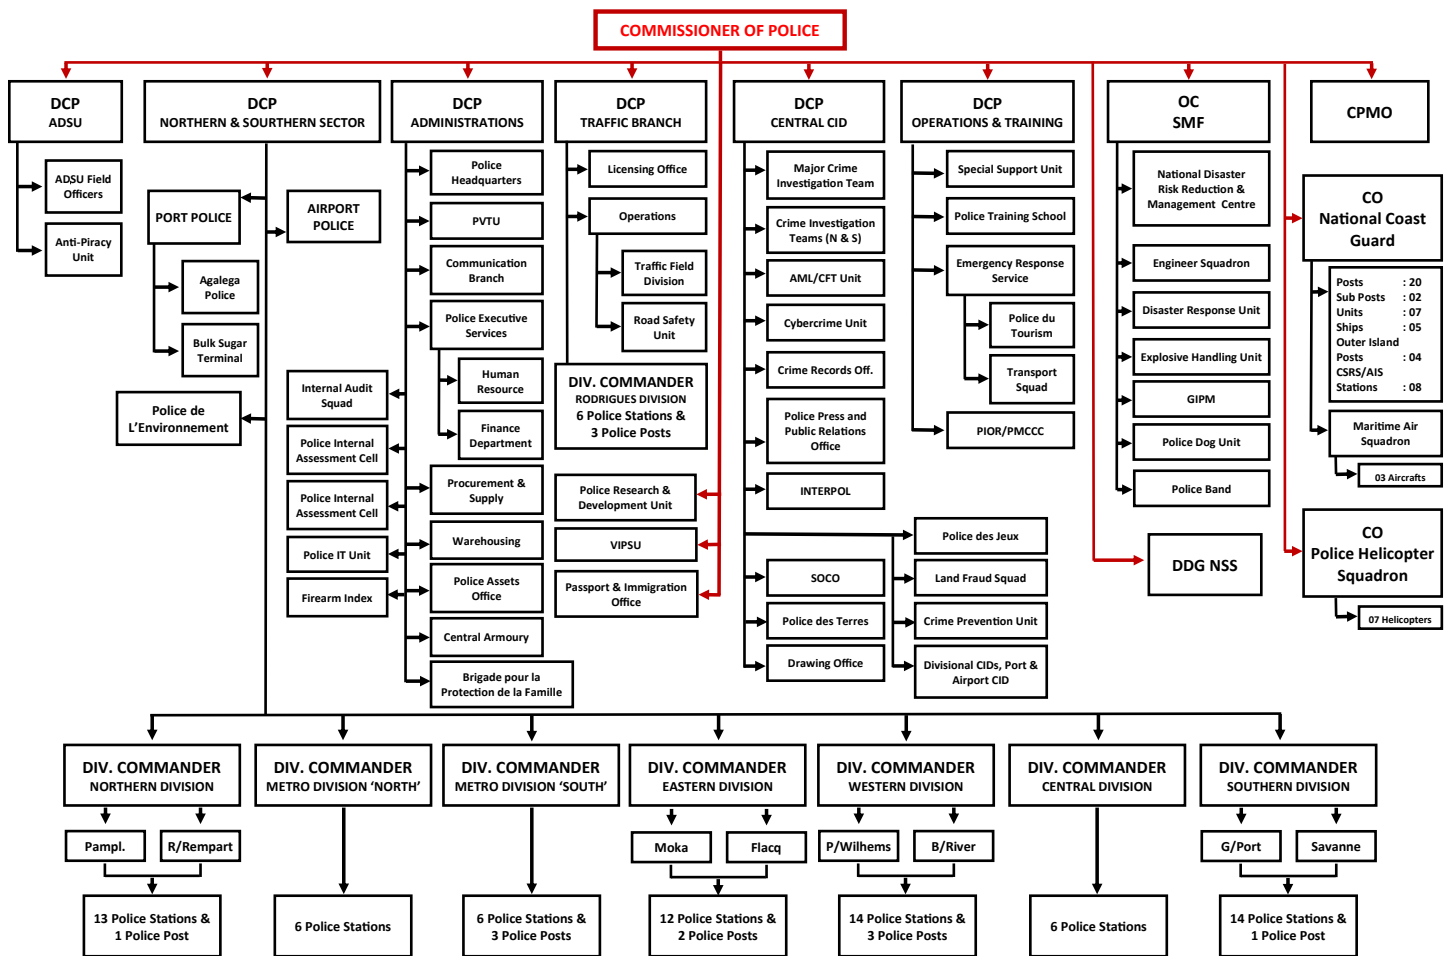 COMMISSIONER OF POLICE
DCP
ADSU
DCP
NORTHERN & SOURTHERN SECTOR
DCP
ADMINISTRATIONS
DCP
TRAFFIC BRANCH
DCP
CENTRAL CID
DCP
OPERATIONS & TRAINING
OC
SMF
CPMO
ADSU Field
Officers
Anti-Piracy
Unit
PORT POLICE
AIRPORT
POLICE
Agalega
Police
Bulk Sugar
Terminal
Police de
L'Environnement
Police
Headquarters
PVTU
Communication
Branch
Police Executive
Services
Human
Resource
Finance
Department
Internal Audit
Squad
Police Internal
Assessment Cell
Police Internal
Assessment Cell
Police IT Unit
Firearm Index
Procurement &
Supply
Warehousing
Police Assets
Office
Central Armoury
Brigade pour la
Protection de la Famille
Licensing Office
Operations
Traffic Field
Division
Road Safety
Unit
DIV. COMMANDER
RODRIGUES DIVISION
6 Police Stations &
3 Police Posts
Police Research &
Development Unit
VIPSU
Passport & Immigration
Office
Major Crime
Investigation Team
Crime Investigation
Teams (N & S)
AML/CFT Unit
Cybercrime Unit
Crime Records Off.
Police Press and
Public Relations
Office
INTERPOL
SOCO
Police des Terres
Drawing Office
Police des Jeux
Land Fraud Squad
Crime Prevention Unit
Divisional CIDs, Port &
Airport CID
Special Support Unit
Police Training School
Emergency Response
Service
Police du
Tourism
Transport
Squad
PIOR/PMCCC
National Disaster
Risk Reduction &
Management Centre
Engineer Squadron
Disaster Response Unit
Explosive Handling Unit
GIPM
Police Dog Unit
Police Band
DDG NSS
CO
National Coast
Guard
Posts : 20
Sub Posts : 02
Units : 07
Ships : 05
Outer Island
Posts : 04
CSRS/AIS
Stations : 08
Maritime Air
Squadron
03 Aircrafts
CO
Police Helicopter
Squadron
07 Helicopters
DIV. COMMANDER
NORTHERN DIVISION
DIV. COMMANDER
METRO DIVISION 'NORTH'
DIV. COMMANDER
METRO DIVISION 'SOUTH'
DIV. COMMANDER
EASTERN DIVISION
DIV. COMMANDER
WESTERN DIVISION
DIV. COMMANDER
CENTRAL DIVISION
DIV. COMMANDER
SOUTHERN DIVISION
Pampl.
R/Rempart
Moka
Flacq
P/Wilhems
B/River
G/Port
Savanne
13 Police Stations &
1 Police Post
6 Police Stations
6 Police Stations &
3 Police Posts
12 Police Stations &
2 Police Posts
14 Police Stations &
3 Police Posts
6 Police Stations
14 Police Stations &
1 Police Post